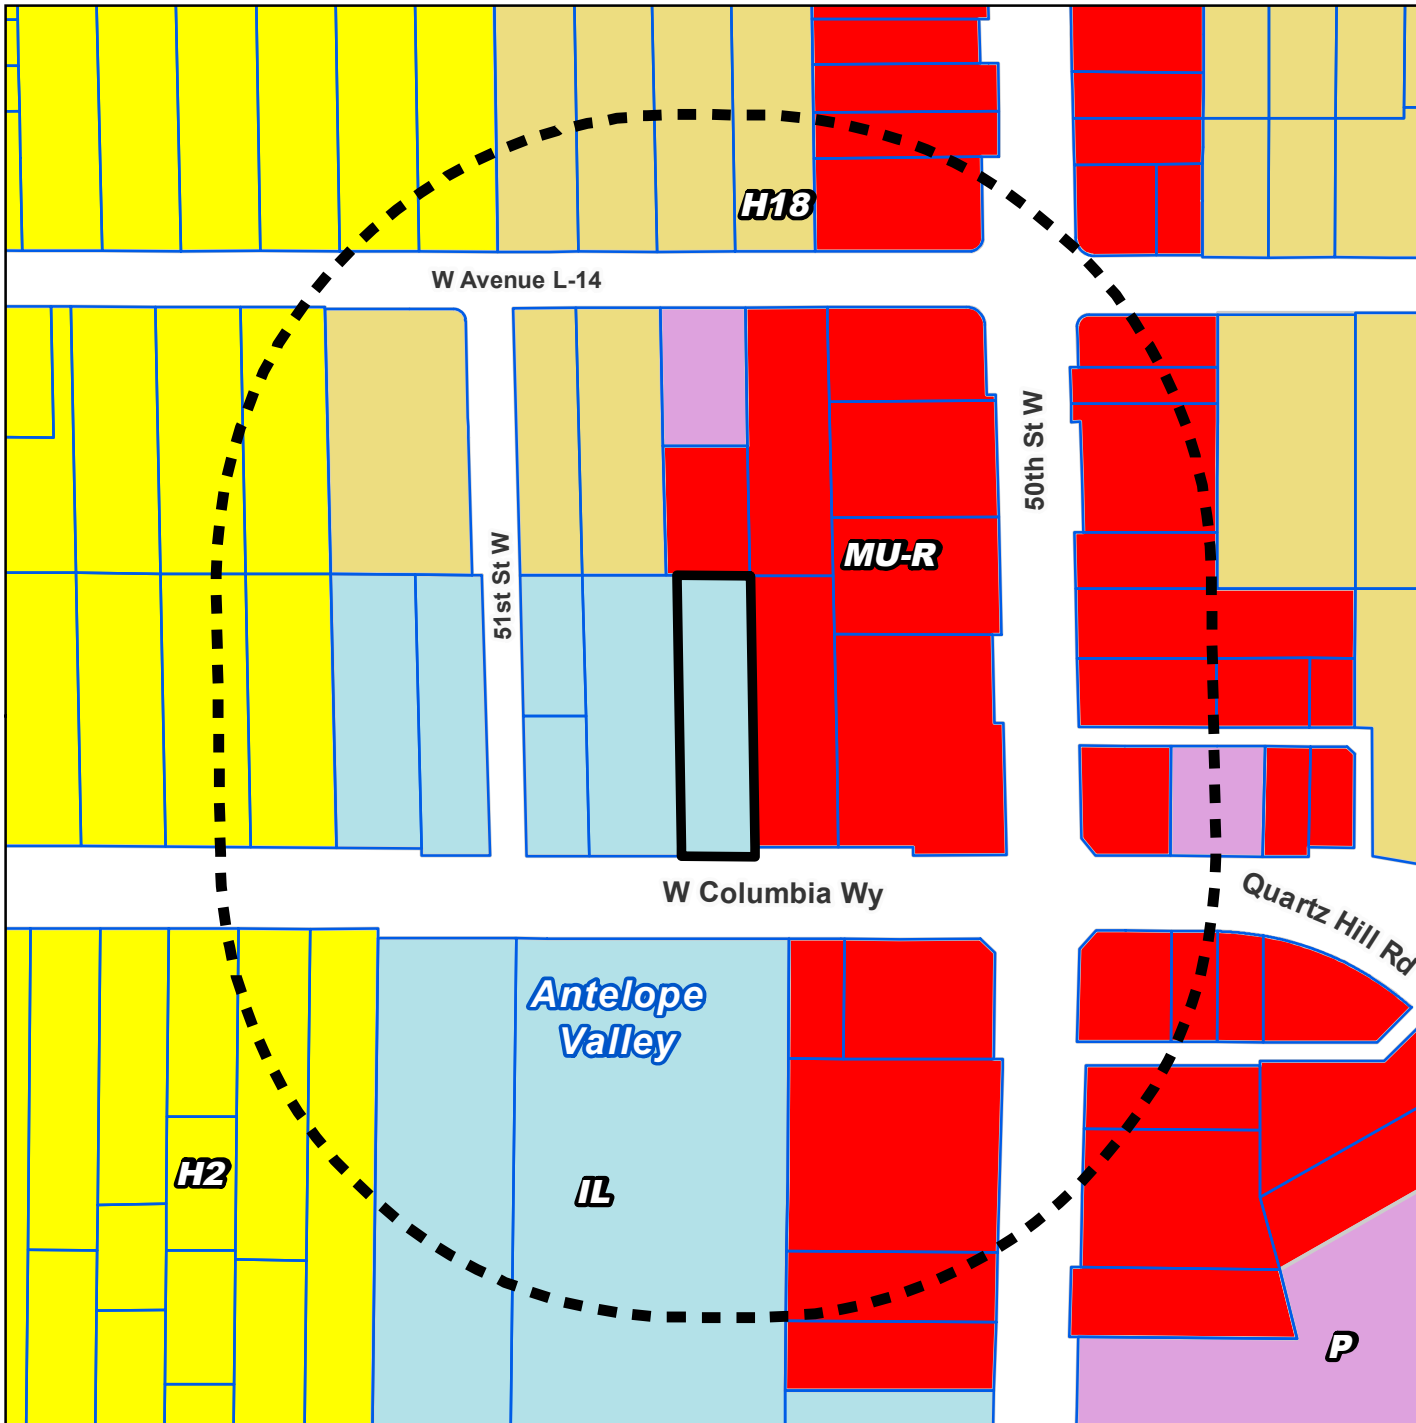 H18
W Avenue L-14
50th St W
51st St W
MU-R
W Columbia Wy
Quartz Hill Rd
Antelope
Valley
H2
IL
P